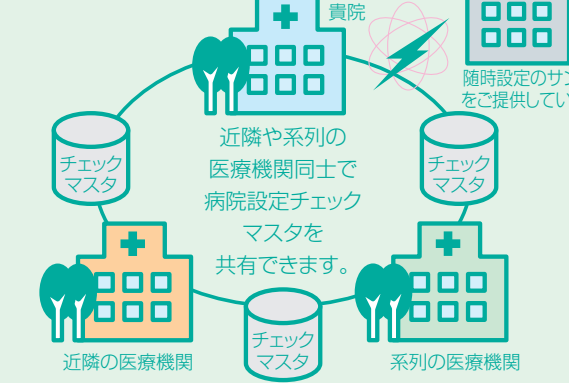 貴院
随時設定のサン
をご提供してい
近隣や系列の
医療機関同士で
病院設定チェック
マスタを
共有できます。
チェック
マスタ
チェック
マスタ
チェック
マスタ
近隣の医療機関
系列の医療機関